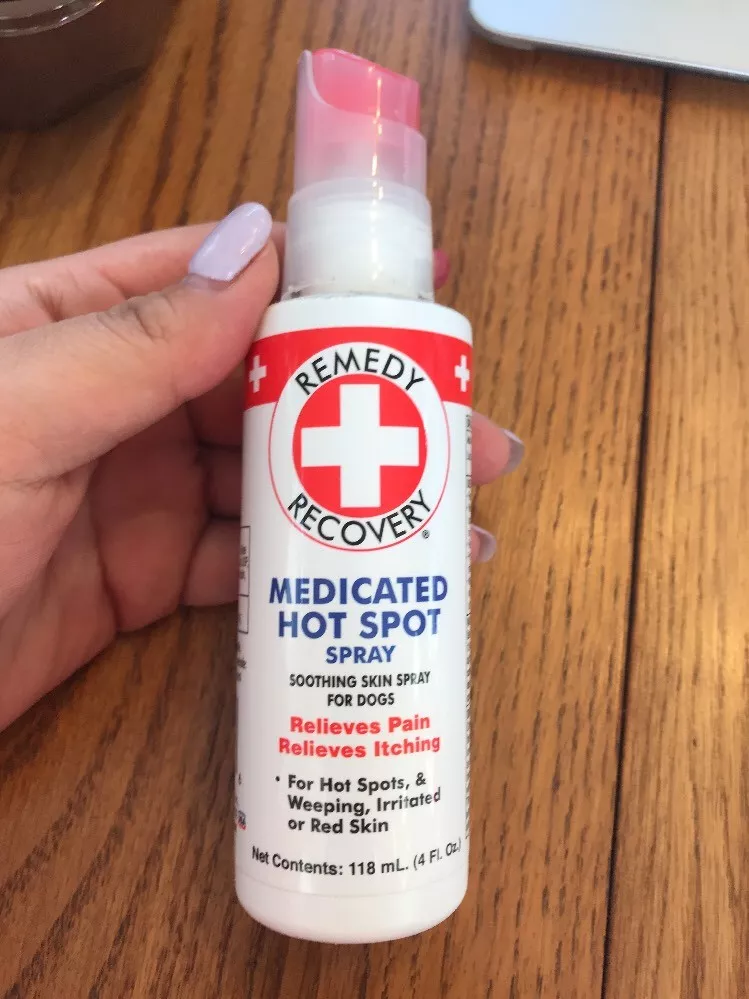 REMEDY
RECOVERY®
MEDICATED
HOT SPOT
SPRAY
SOOTHING SKIN SPRAY
FOR DOGS
Relieves Pain
Relieves Itching
• For Hot Spots, &
Weeping, Irritated
or Red Skin
Net Contents: 118 mL. (4 Fl. Oz.)